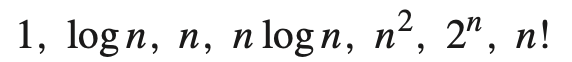 1, log n, n, n log n, n², 2ⁿ, n!